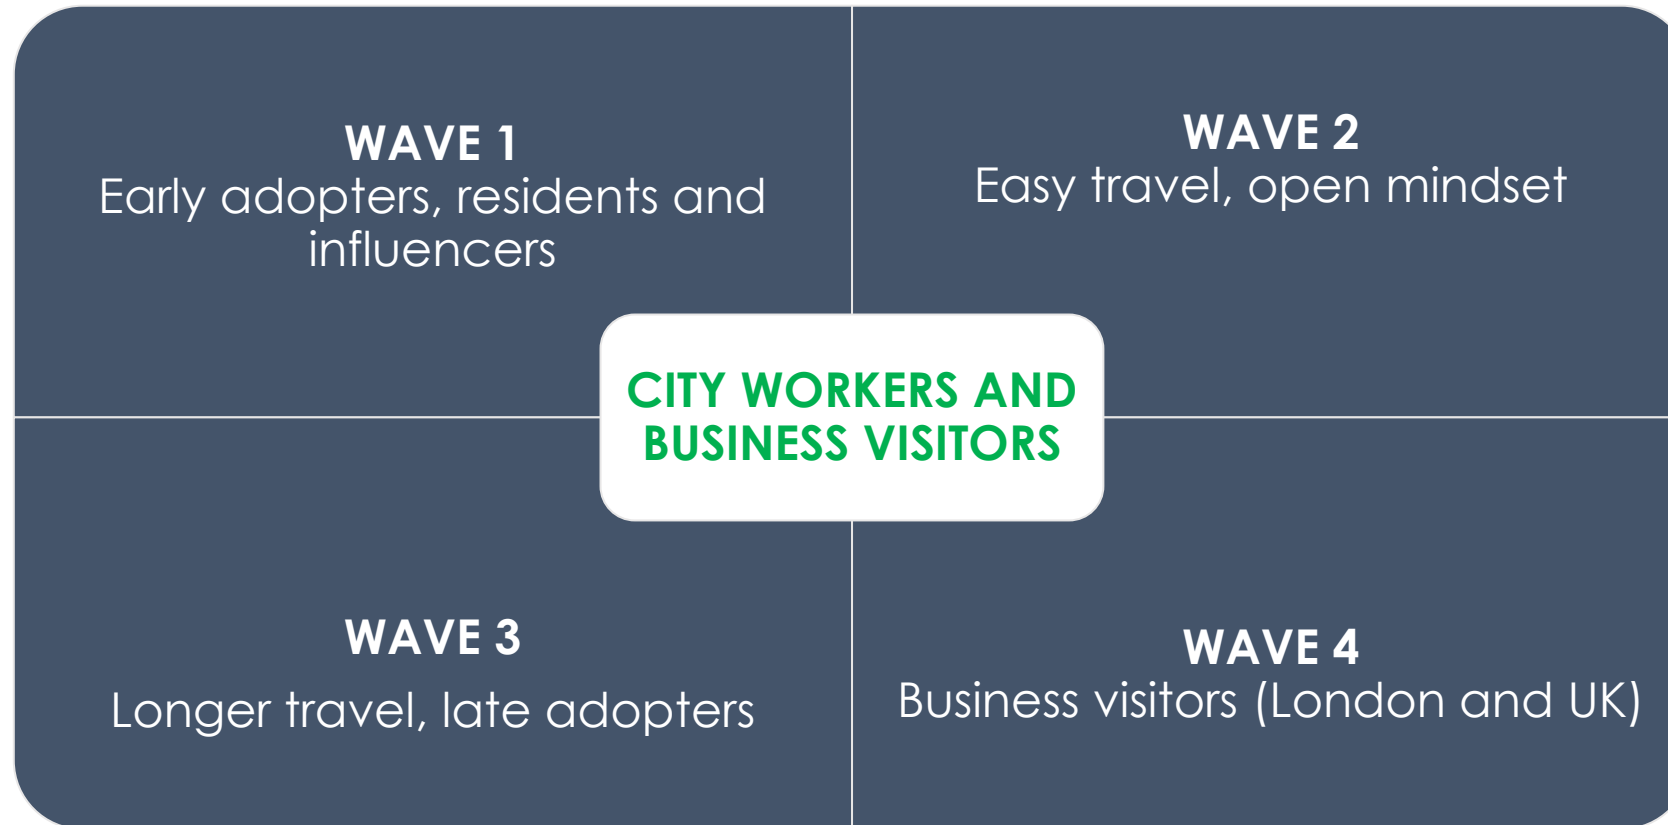 WAVE 1
Early adopters, residents and
influencers
WAVE 2
Easy travel, open mindset
CITY WORKERS AND
BUSINESS VISITORS
WAVE 3
Longer travel, late adopters
WAVE 4
Business visitors (London and UK)